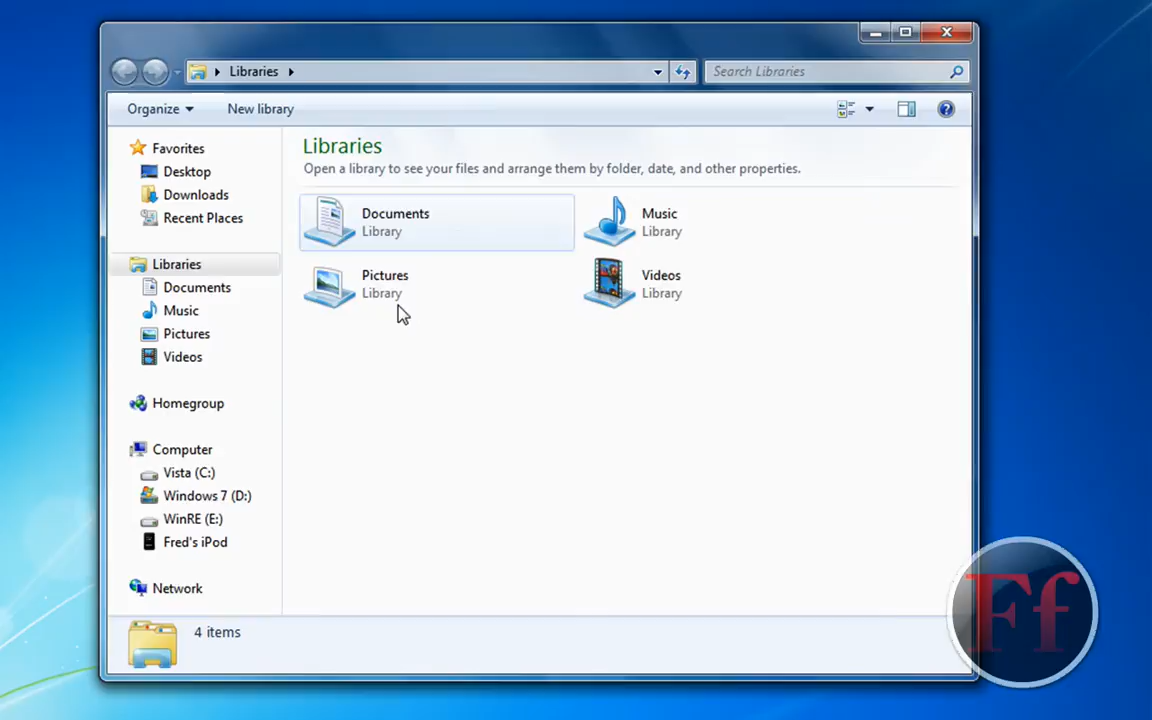 Libraries
Search Libraries
Organize
New library
Favorites
Desktop
Downloads
Recent Places
Libraries
Documents
Music
Pictures
Videos
Homegroup
Computer
Vista (C:)
Windows 7 (D:)
WinRE (E:)
Fred's iPod
Network
Libraries
Open a library to see your files and arrange them by folder, date, and other properties.
Documents
Library
Music
Library
Pictures
Library
Videos
Library
4 items
Ff